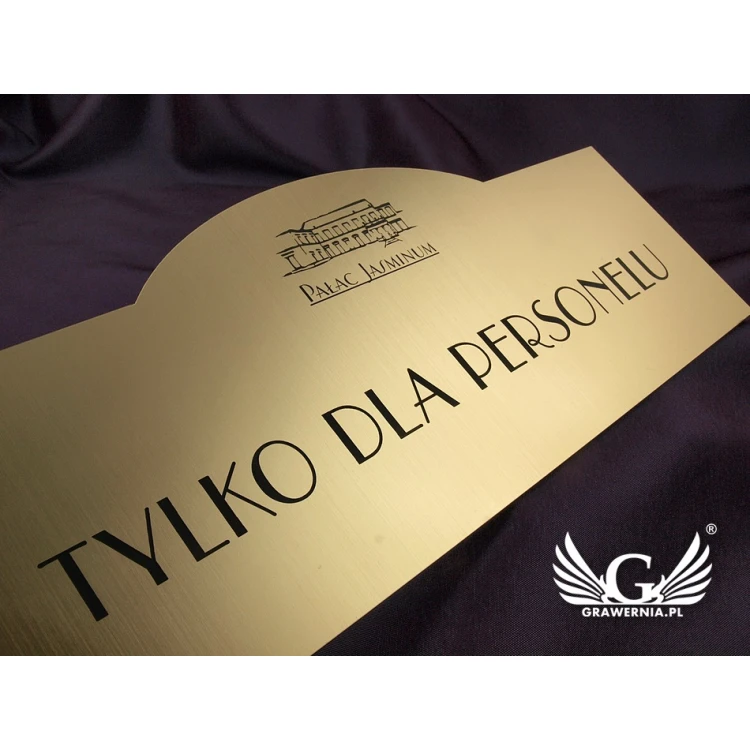 PAŁAC JASMINUM
TYLKO DLA PERSONELU
G
®
GRAWERNIA.PL